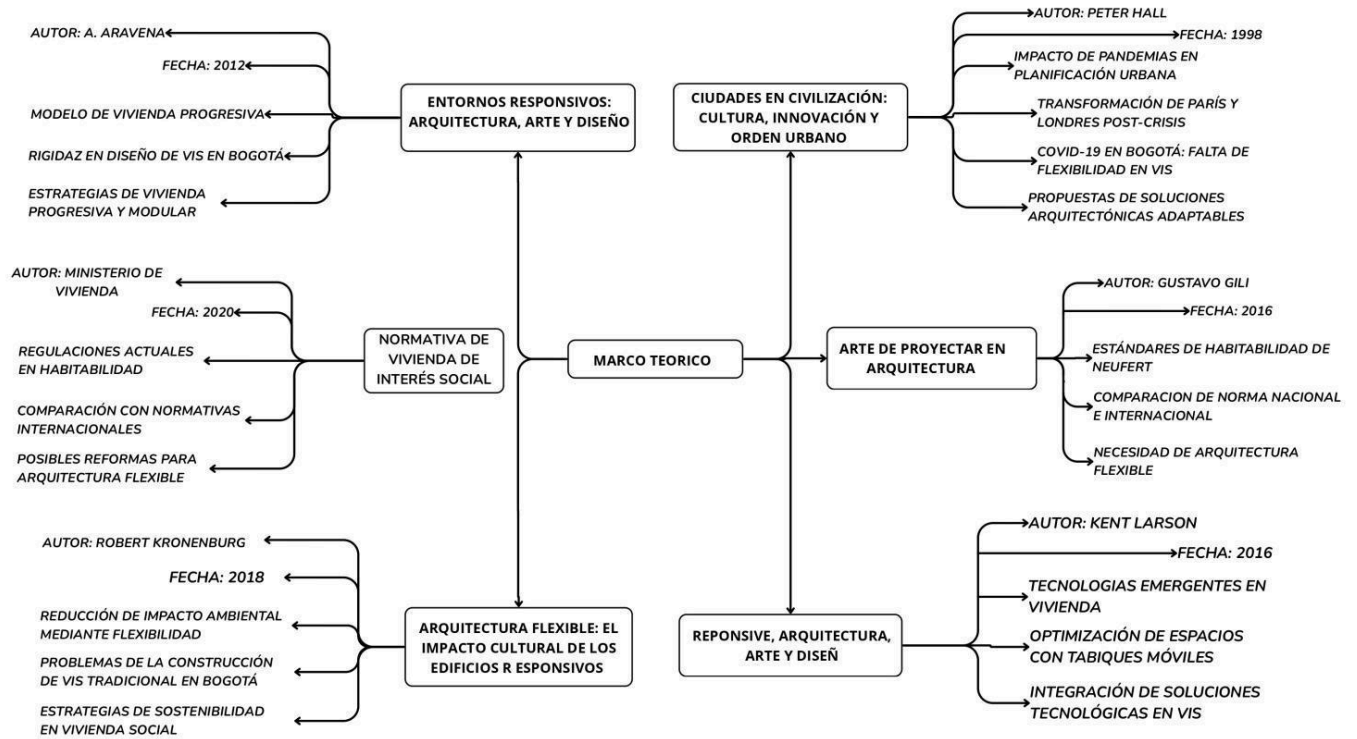 AUTOR: A. ARAVENA
FECHA: 2012
MODELO DE VIVIENDA PROGRESIVA
RIGIDAZ EN DISEÑO DE VIS EN BOGOTÁ
ESTRATEGIAS DE VIVIENDA
PROGRESIVA Y MODULAR
ENTORNOS RESPONSIVOS:
ARQUITECTURA, ARTE Y DISEÑO
CIUDADES EN CIVILIZACIÓN:
CULTURA, INNOVACIÓN Y
ORDEN URBANO
AUTOR: PETER HALL
FECHA: 1998
IMPACTO DE PANDEMIAS EN
PLANIFICACIÓN URBANA
TRANSFORMACIÓN DE PARÍS Y
LONDRES POST-CRISIS
COVID-19 EN BOGOTÁ: FALTA DE
FLEXIBILIDAD EN VIS
PROPUESTAS DE SOLUCIONES
ARQUITECTÓNICAS ADAPTABLES
AUTOR: MINISTERIO DE
VIVIENDA
FECHA: 2020
REGULACIONES ACTUALES
EN HABITABILIDAD
COMPARACIÓN CON NORMATIVAS
INTERNACIONALES
POSIBLES REFORMAS PARA
ARQUITECTURA FLEXIBLE
NORMATIVA DE
VIVIENDA DE
INTERÉS SOCIAL
MARCO TEORICO
ARTE DE PROYECTAR EN
ARQUITECTURA
AUTOR: GUSTAVO GILI
FECHA: 2016
ESTÁNDARES DE HABITABILIDAD DE
NEUFERT
COMPARACION DE NORMA NACIONAL
E INTERNACIONAL
NECESIDAD DE ARQUITECTURA
FLEXIBLE
AUTOR: ROBERT KRONENBURG
FECHA: 2018
REDUCCIÓN DE IMPACTO AMBIENTAL
MEDIANTE FLEXIBILIDAD
PROBLEMAS DE LA CONSTRUCCIÓN
DE VIS TRADICIONAL EN BOGOTÁ
ESTRATEGIAS DE SOSTENIBILIDAD
EN VIVIENDA SOCIAL
ARQUITECTURA FLEXIBLE: EL
IMPACTO CULTURAL DE LOS
EDIFICIOS R ESPONSIVOS
REPONSIVE, ARQUITECTURA,
ARTE Y DISEÑ
AUTOR: KENT LARSON
FECHA: 2016
TECNOLOGIAS EMERGENTES EN
VIVIENDA
OPTIMIZACIÓN DE ESPACIOS
CON TABIQUES MÓVILES
INTEGRACIÓN DE SOLUCIONES
TECNOLÓGICAS EN VIS